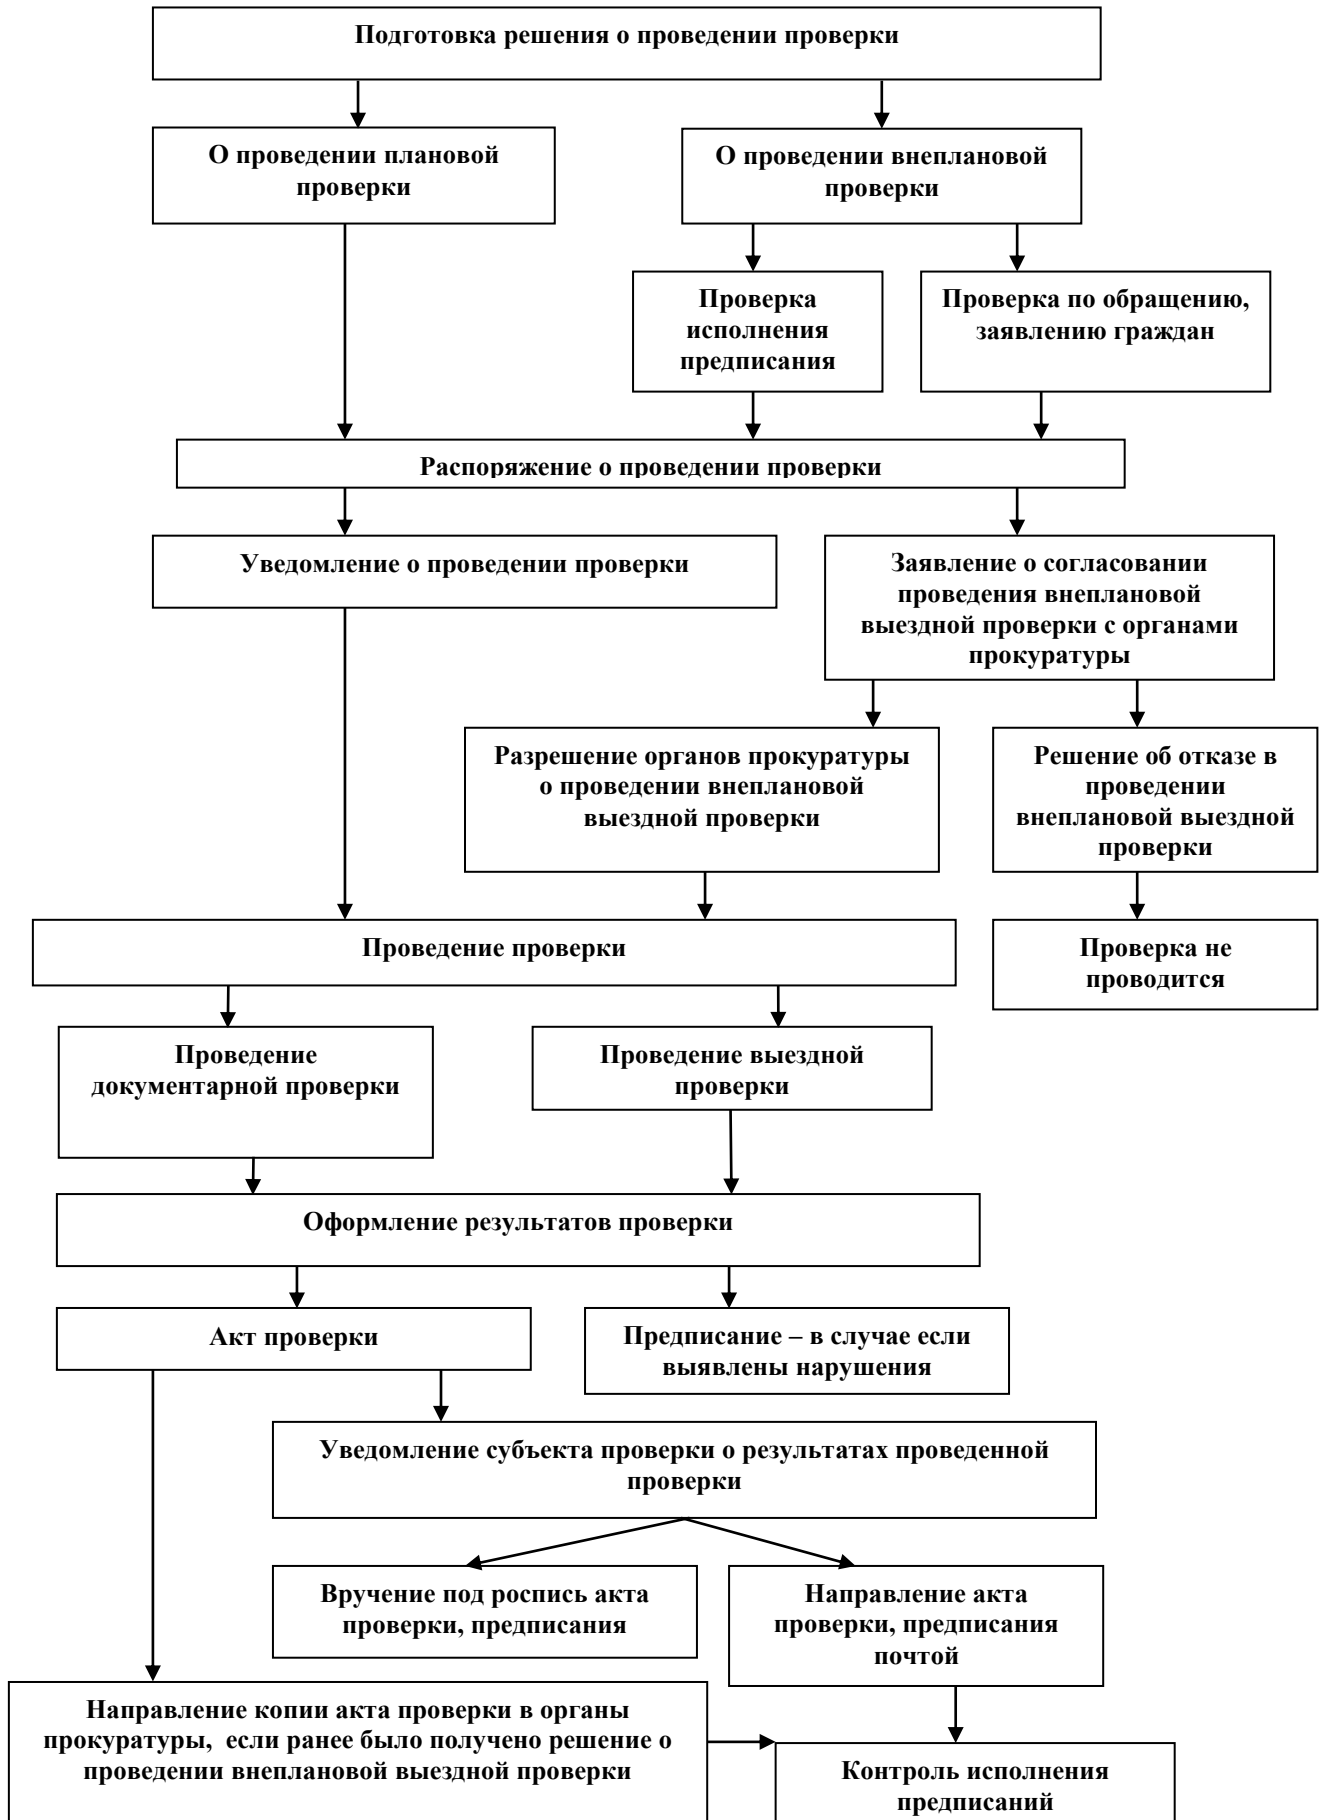 Подготовка решения о проведении проверки
О проведении плановой
проверки
О проведении внеплановой
проверки
Проверка
исполнения
предписания
Проверка по обращению,
заявлению граждан
Распоряжение о проведении проверки
Уведомление о проведении проверки
Заявление о согласовании
проведения внеплановой
выездной проверки с органами
прокуратуры
Разрешение органов прокуратуры
о проведении внеплановой
выездной проверки
Решение об отказе в
проведении
внеплановой выездной
проверки
Проведение проверки
Проверка не
проводится
Проведение
документарной проверки
Проведение выездной
проверки
Оформление результатов проверки
Акт проверки
Предписание – в случае если
выявлены нарушения
Уведомление субъекта проверки о результатах проведенной
проверки
Вручение под роспись акта
проверки, предписания
Направление акта
проверки, предписания
почтой
Направление копии акта проверки в органы
прокуратуры, если ранее было получено решение о
проведении внеплановой выездной проверки
Контроль исполнения
предписаний